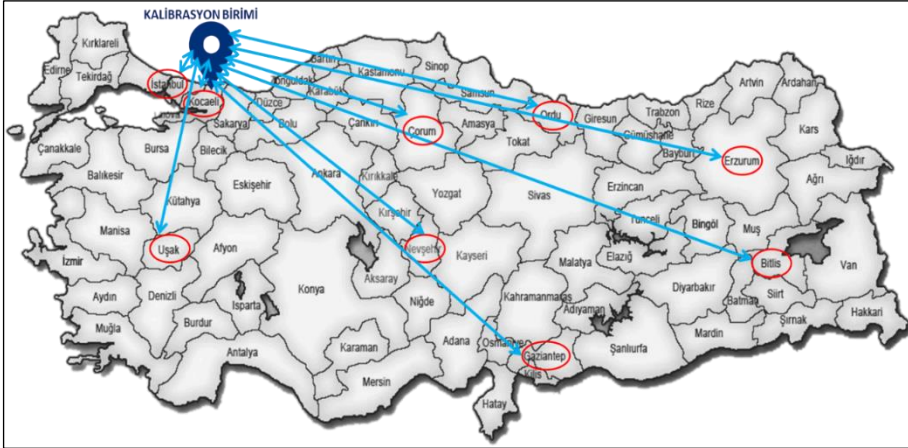 KALİBRASYON BİRİMİ
Kırklareli
Edirne
Tekirdağ
İstanbul
Kocaeli
Sakarya
Düzce
Bolu
Zonguldak
Bartın
Karabük
Kastamonu
Sinop
Samsun
Ordu
Giresun
Trabzon
Rize
Artvin
Ardahan
Kars
Iğdır
Ağrı
Erzurum
Bayburt
Gümüşhane
Çankırı
Çorum
Amasya
Tokat
Çanakkale
Bursa
Bilecik
Balıkesir
Kütahya
Eskişehir
Ankara
Kırıkkale
Yozgat
Sivas
Erzincan
Tunceli
Bingöl
Muş
Bitlis
Van
Manisa
Uşak
Afyon
Kırşehir
Nevşehir
Kayseri
Malatya
Elazığ
Diyarbakır
Batman
Siirt
Hakkari
Şırnak
Mardin
İzmir
Aydın
Denizli
Isparta
Konya
Aksaray
Niğde
Kahramanmaraş
Adıyaman
Şanlıurfa
Muğla
Burdur
Antalya
Karaman
Mersin
Adana
Gaziantep
Kilis
Hatay